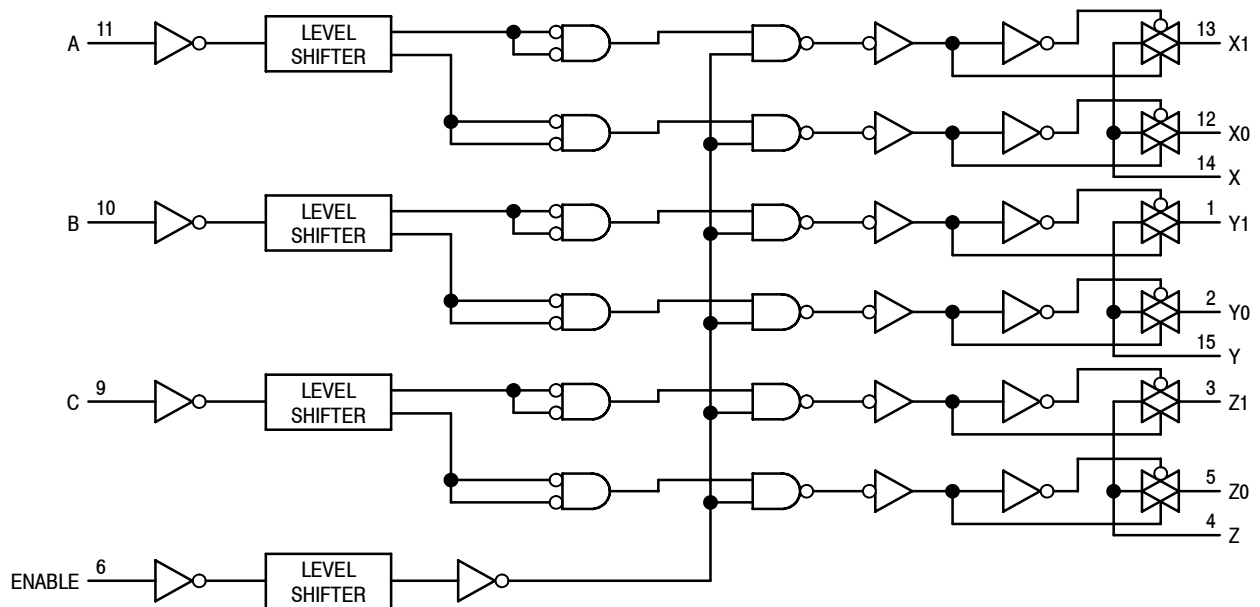 A 11 LEVEL
SHIFTER 13 X1
12 X0
14 X
B 10 LEVEL
SHIFTER 1 Y1
2 Y0
15 Y
C 9 LEVEL
SHIFTER 3 Z1
5 Z0
4 Z
ENABLE 6 LEVEL
SHIFTER